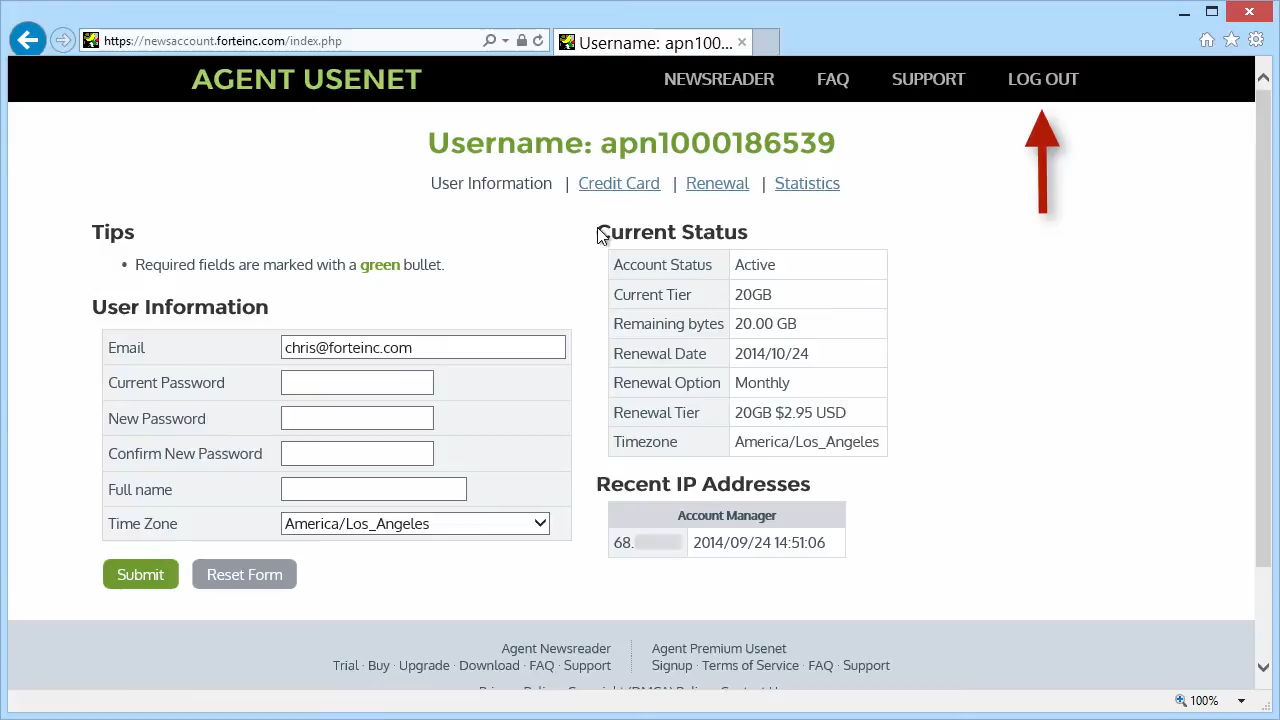 https://newsaccount.forteinc.com/index.php
Username: apn100...
AGENT USENET
NEWSREADER FAQ SUPPORT LOG OUT
Username: apn1000186539
User Information | Credit Card | Renewal | Statistics
Tips
• Required fields are marked with a green bullet.
User Information
Email chris@forteinc.com
Current Password
New Password
Confirm New Password
Full name
Time Zone America/Los_Angeles
Submit Reset Form
Current Status
Account Status Active
Current Tier 20GB
Remaining bytes 20.00 GB
Renewal Date 2014/10/24
Renewal Option Monthly
Renewal Tier 20GB $2.95 USD
Timezone America/Los_Angeles
Recent IP Addresses
Account Manager
68. 2014/09/24 14:51:06
Agent Newsreader
Trial · Buy · Upgrade · Download · FAQ · Support
Agent Premium Usenet
Signup · Terms of Service · FAQ · Support
100%